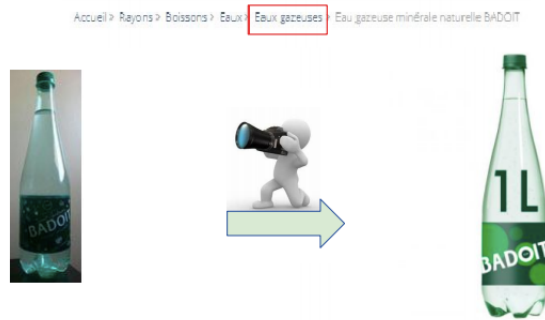 Accueil > Rayons > Boissons > Eaux > Eaux gazeuses > Eau gazeuse minérale naturelle BADOIT
BADOIT
1L
BADOIT